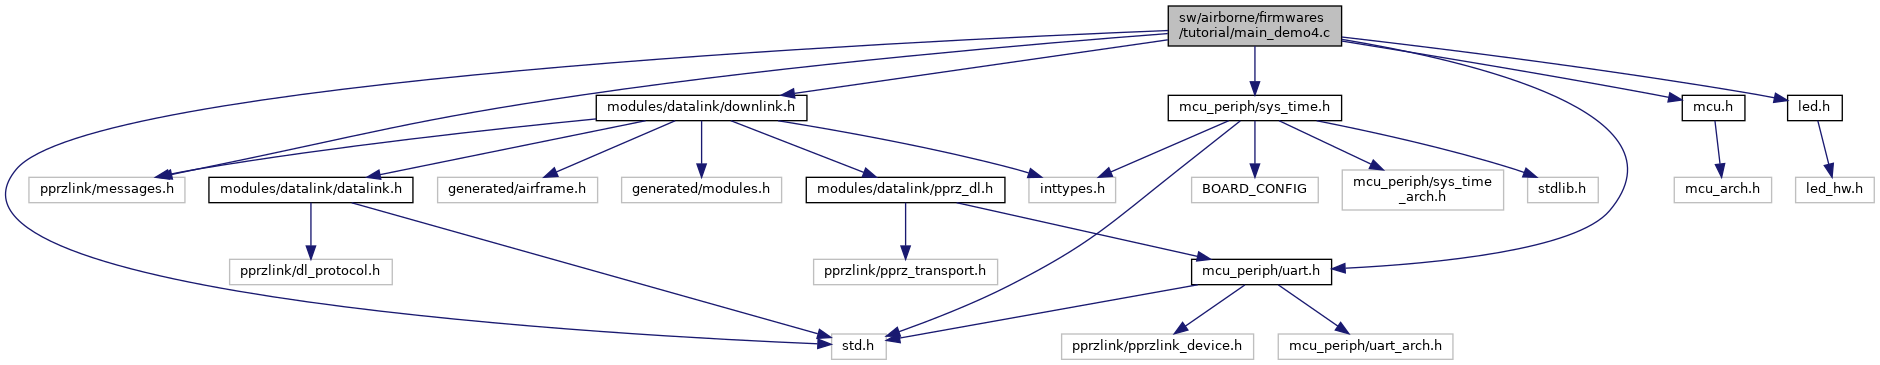 sw/airborne/firmwares
/tutorial/main_demo4.c
modules/datalink/downlink.h
mcu_periph/sys_time.h
mcu.h
led.h
pprzlink/messages.h
modules/datalink/datalink.h
generated/airframe.h
generated/modules.h
modules/datalink/pprz_dl.h
inttypes.h
BOARD_CONFIG
mcu_periph/sys_time
_arch.h
stdlib.h
mcu_arch.h
led_hw.h
pprzlink/dl_protocol.h
pprzlink/pprz_transport.h
mcu_periph/uart.h
std.h
pprzlink/pprzlink_device.h
mcu_periph/uart_arch.h